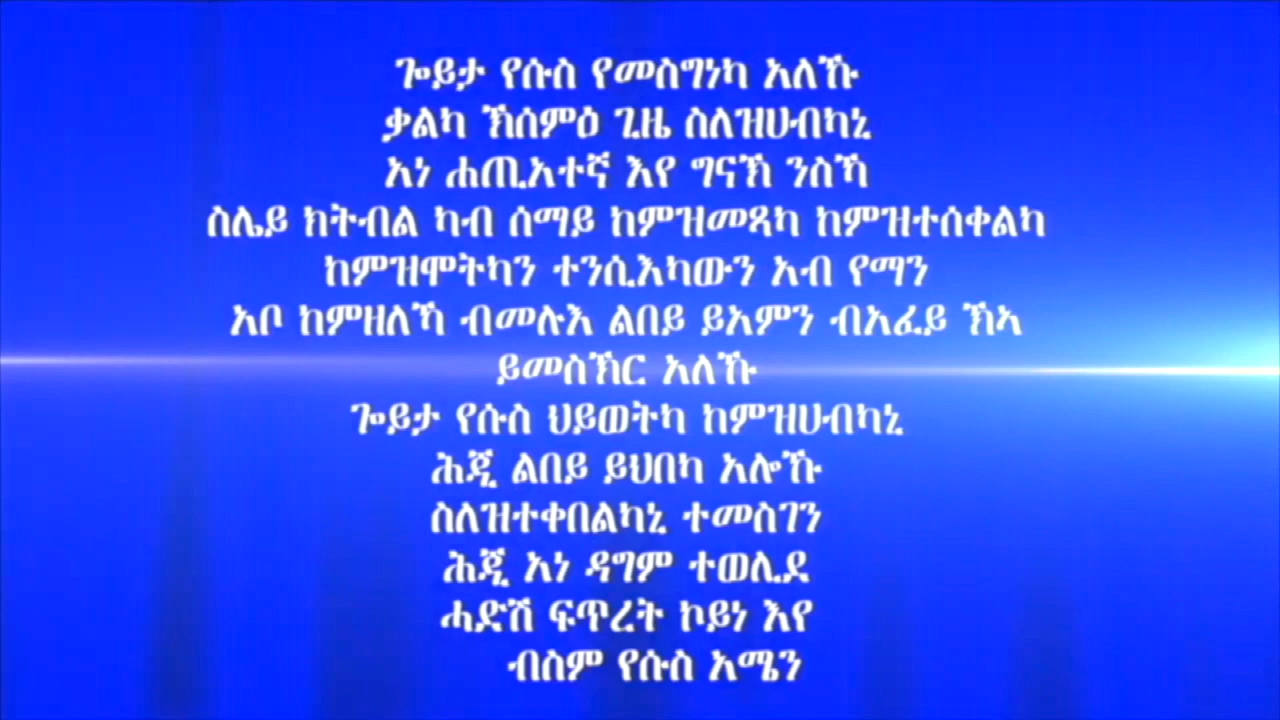 ጐይታ የሱስ የመስግነካ አለኹ
ቃልካ ኽሰምዕ ጊዜ ስለዝሀብካኒ
አነ ሐጢአተኛ እየ ግናኽ ንስኻ
ስሌይ ክትብል ካብ ሰማይ ከምዝመጻካ ከምዝተሰቀልካ
ከምዝሞትካን ተንሲእካውን አብ የማን
አቦ ከምዘለኻ ብመሉእ ልበይ ይአምን ብአፈይ ኽኣ
ይመስኽር አለኹ
ጐይታ የሱስ ህይወትካ ከምዝሀብካኒ
ሕጂ ልበይ ይህበካ አሎኹ
ስለዝተቀበልካኒ ተመስገን
ሕጂ አነ ዳግም ተወሊደ
ሓድሽ ፍጥረት ኮይነ እየ
ብስም የሱስ አሜን